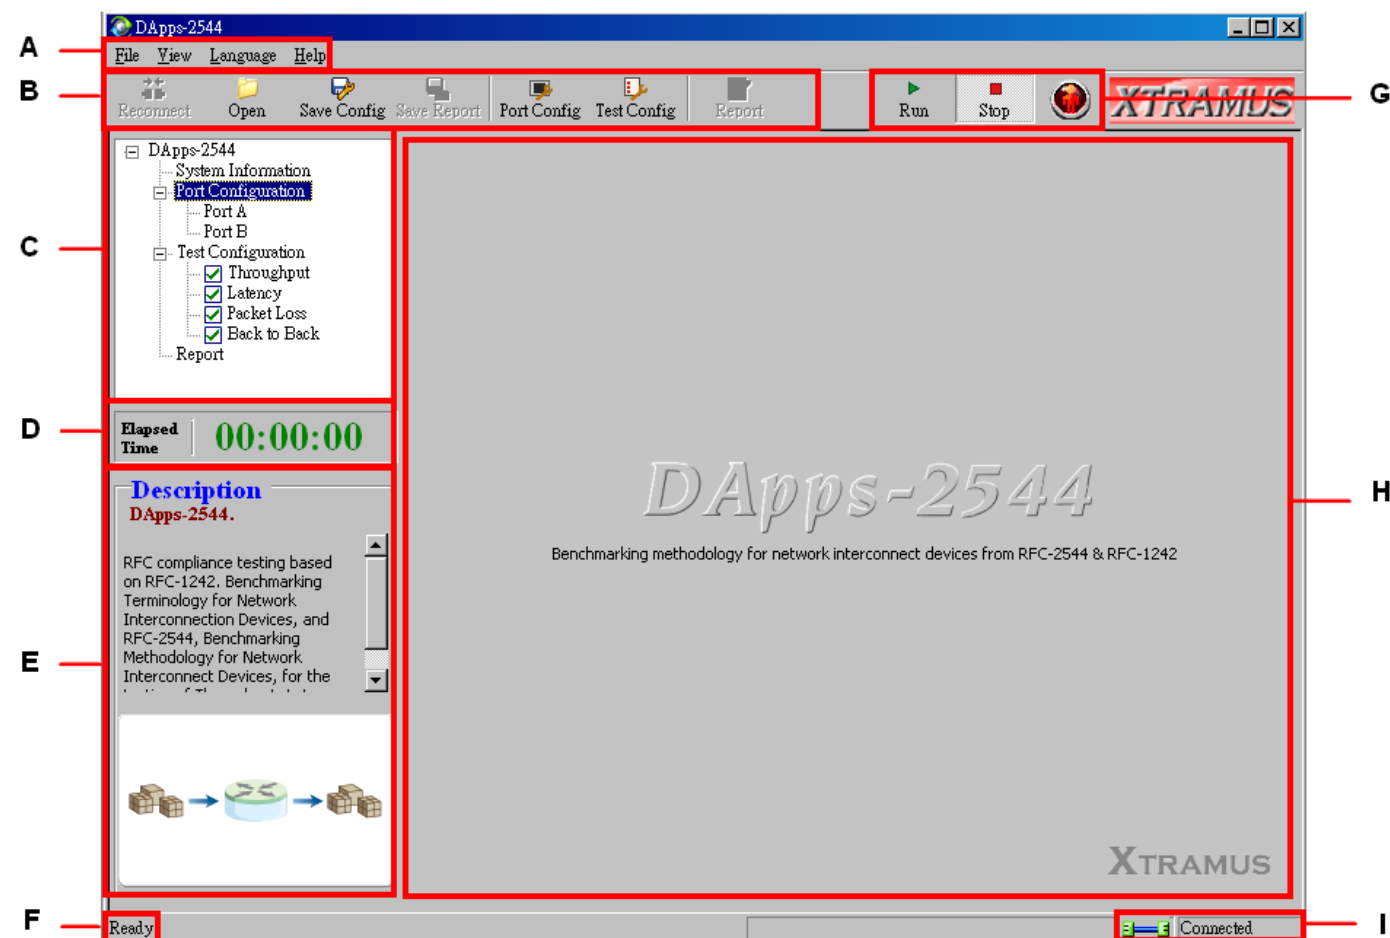 DApps-2544
A
File View Language Help
B
Reconnect Open Save Config Save Report Port Config Test Config Report
Run Stop
XTRAMUS
G
C
DApps-2544
System Information
Port Configuration
Port A
Port B
Test Configuration
Throughput
Latency
Packet Loss
Back to Back
Report
D
Elapsed
Time
00:00:00
E
Description
DApps-2544.
RFC compliance testing based
on RFC-1242. Benchmarking
Terminology for Network
Interconnection Devices, and
RFC-2544, Benchmarking
Methodology for Network
Interconnect Devices, for the
H
DApps-2544
Benchmarking methodology for network interconnect devices from RFC-2544 & RFC-1242
XTRAMUS
F
Ready
Connected
I